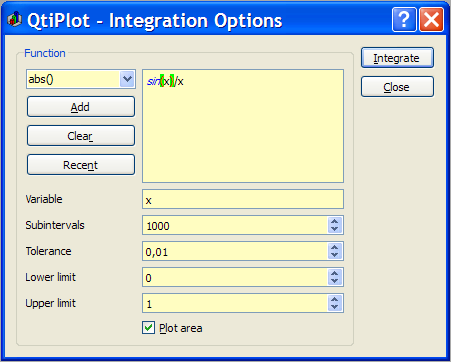 QtiPlot - Integration Options
Function
abs()
sin(x)/x
Integrate
Close
Add
Clear
Recent
Variable x
Subintervals 1000
Tolerance 0,01
Lower limit 0
Upper limit 1
Plot area